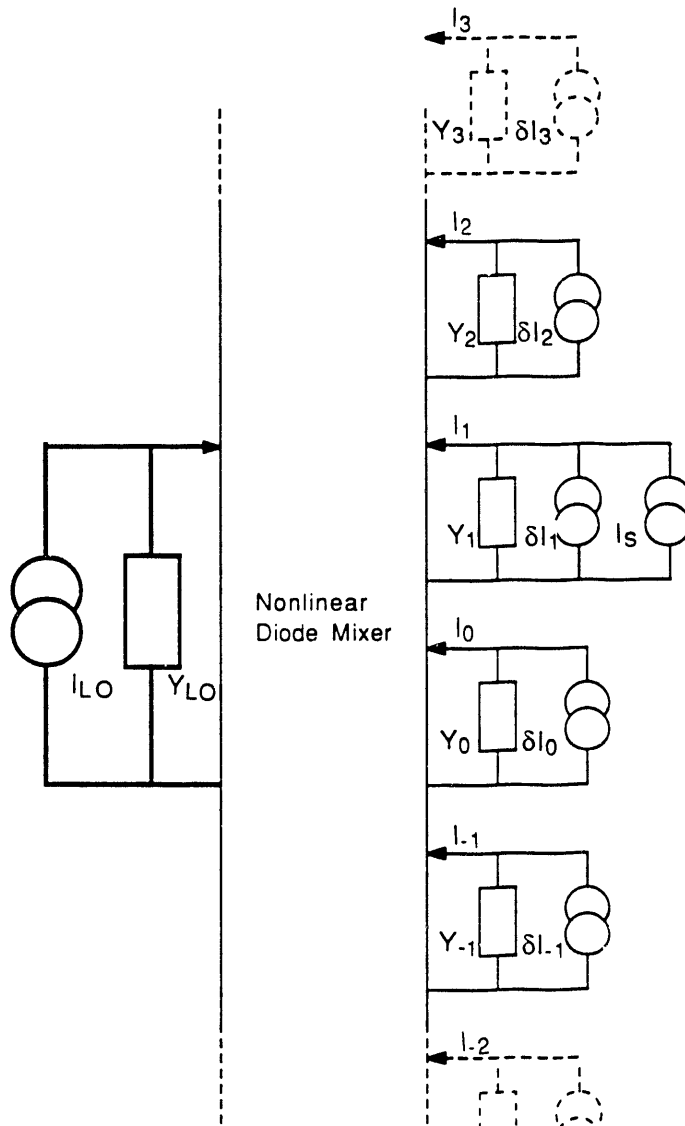 I3
Y3 δI3
I2
Y2 δI2
I1
Y1 δI1 IS
Nonlinear
Diode Mixer
ILO YLO
I0
Y0 δI0
I-1
Y-1 δI-1
I-2